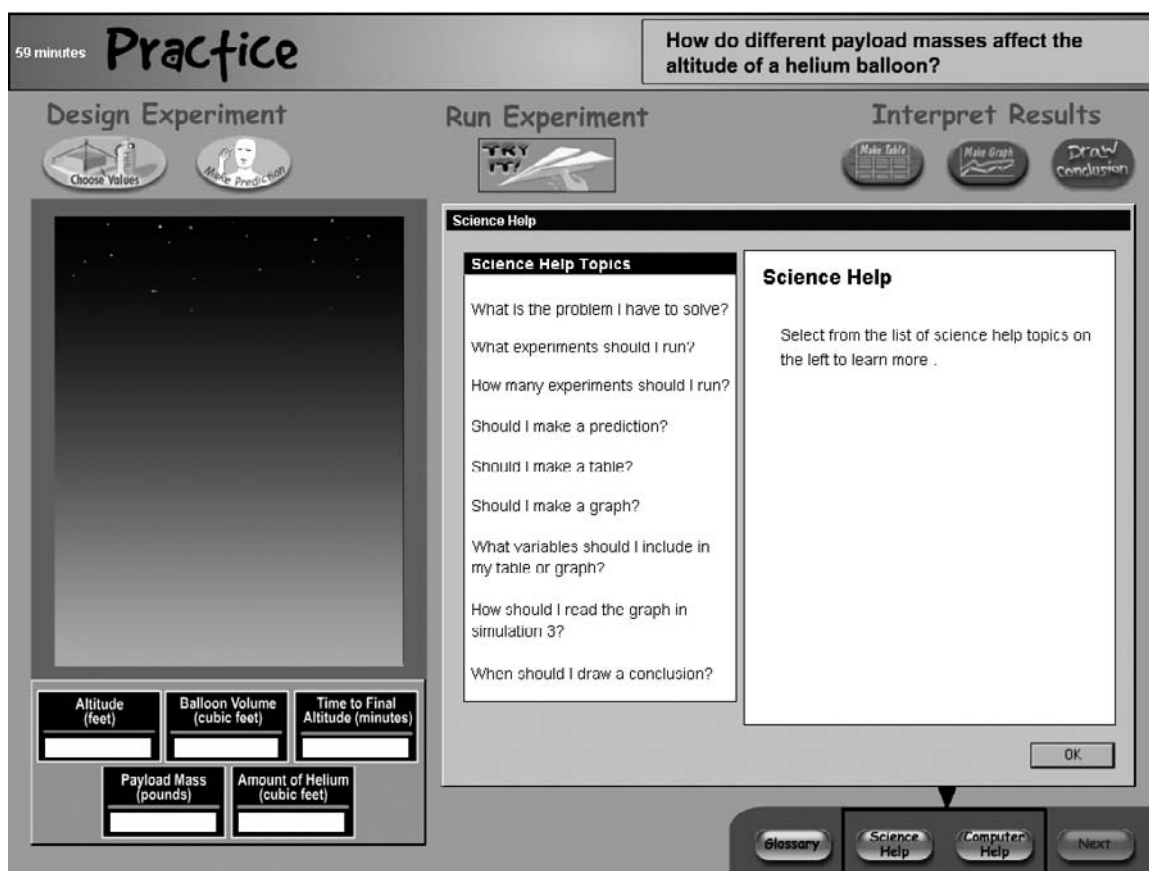 59 minutes
Practice
How do different payload masses affect the
altitude of a helium balloon?
Design Experiment
Run Experiment
Interpret Results
Choose Values
Make Prediction
TRY
IT!
Make Table
Make Graph
Draw
Conclusion
Science Help
Science Help Topics
What is the problem I have to solve?
What experiments should I run?
How many experiments should I run?
Should I make a prediction?
Should I make a table?
Should I make a graph?
What variables should I include in
my table or graph?
How should I read the graph in
simulation 3?
When should I draw a conclusion?
Science Help
Select from the list of science help topics on
the left to learn more .
OK
Altitude
(feet)
Balloon Volume
(cubic feet)
Time to Final
Altitude (minutes)
Payload Mass
(pounds)
Amount of Helium
(cubic feet)
Glossary
Science
Help
Computer
Help
Next